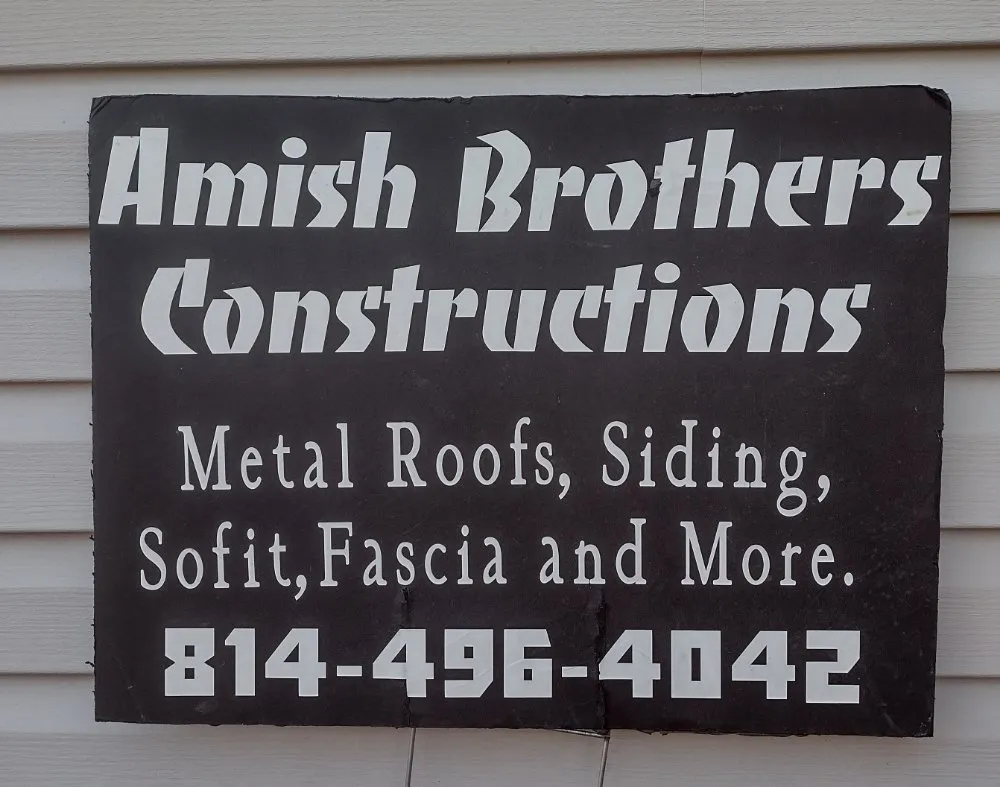 Amish Brothers
Constructions
Metal Roofs, Siding,
Sofit,Fascia and More.
814-496-4042